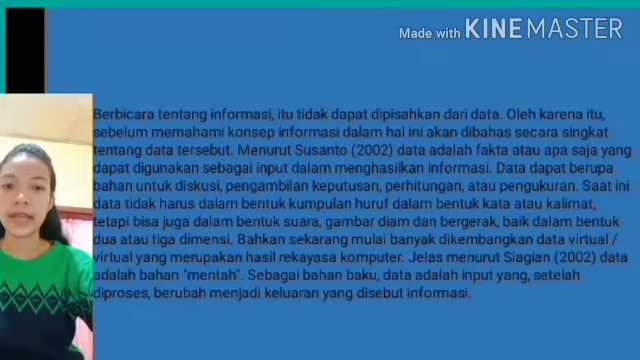 Made with KINEMASTER
Berbicara tentang informasi, itu tidak dapat dipisahkan dari data. Oleh karena itu,
sebelum memahami konsep informasi dalam hal ini akan dibahas secara singkat
tentang data tersebut. Menurut Susanto (2002) data adalah fakta atau apa saja yang
dapat digunakan sebagai input dalam menghasilkan informasi. Data dapat berupa
bahan untuk diskusi, pengambilan keputusan, perhitungan, atau pengukuran. Saat ini
data tidak harus dalam bentuk kumpulan huruf dalam bentuk kata atau kalimat,
tetapi bisa juga dalam bentuk suara, gambar diam dan bergerak, baik dalam bentuk
dua atau tiga dimensi. Bahkan sekarang mulai banyak dikembangkan data virtual /
virtual yang merupakan hasil rekayasa komputer. Jelas menurut Siagian (2002) data
adalah bahan "mentah". Sebagai bahan baku, data adalah input yang, setelah
diproses, berubah menjadi keluaran yang disebut informasi.